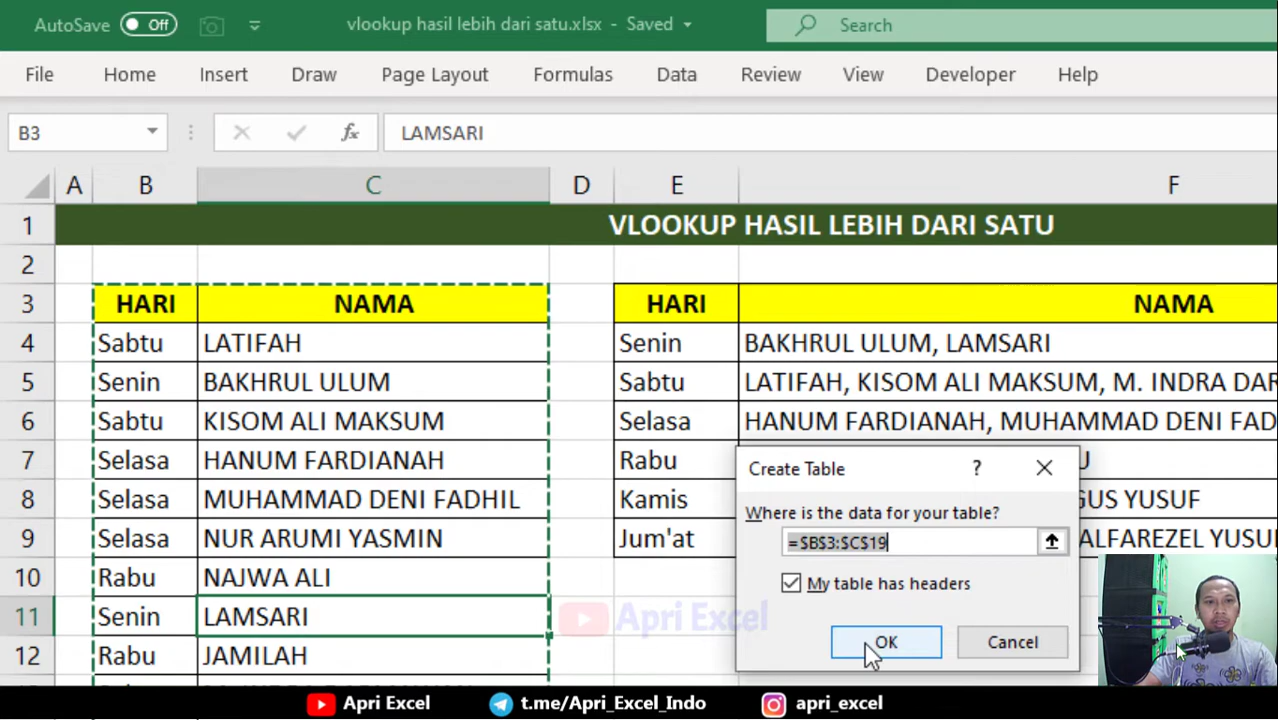 AutoSave Off vlookup hasil lebih dari satu.xlsx - Saved Search
File Home Insert Draw Page Layout Formulas Data Review View Developer Help
B3 fx LAMSARI
A B C D E F
1 VLOOKUP HASIL LEBIH DARI SATU
2
3 HARI NAMA HARI NAMA
4 Sabtu LATIFAH Senin BAKHRUL ULUM, LAMSARI
5 Senin BAKHRUL ULUM Sabtu LATIFAH, KISOM ALI MAKSUM, M. INDRA DAR
6 Sabtu KISOM ALI MAKSUM Selasa HANUM FARDIANAH, MUHAMMAD DENI FAD
7 Selasa HANUM FARDIANAH Rabu
8 Selasa MUHAMMAD DENI FADHIL Kamis GUS YUSUF
9 Selasa NUR ARUMI YASMIN Jum'at ALFAREZEL YUSUF
10 Rabu NAJWA ALI
11 Senin LAMSARI
12 Rabu JAMILAH
Create Table ?
Where is the data for your table?
=$B$3:$C$19
My table has headers
OK Cancel
Apri Excel
Apri Excel t.me/Apri_Excel_Indo apri_excel